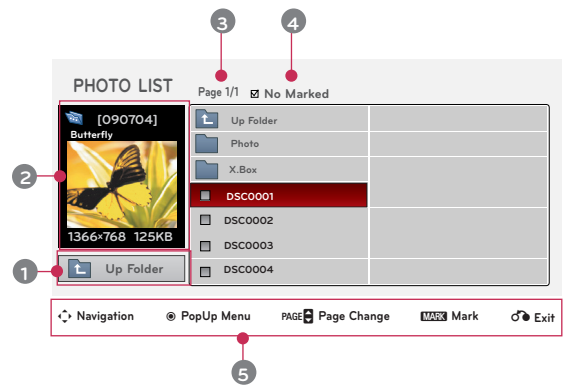 3 4
PHOTO LIST
Page 1/1 No Marked
[090704]
Butterfly
1366×768 125KB
Up Folder
Up Folder
Photo
X.Box
DSC0001
DSC0002
DSC0003
DSC0004
2
1
Navigation PopUp Menu PAGE Page Change MARK Mark Exit
5